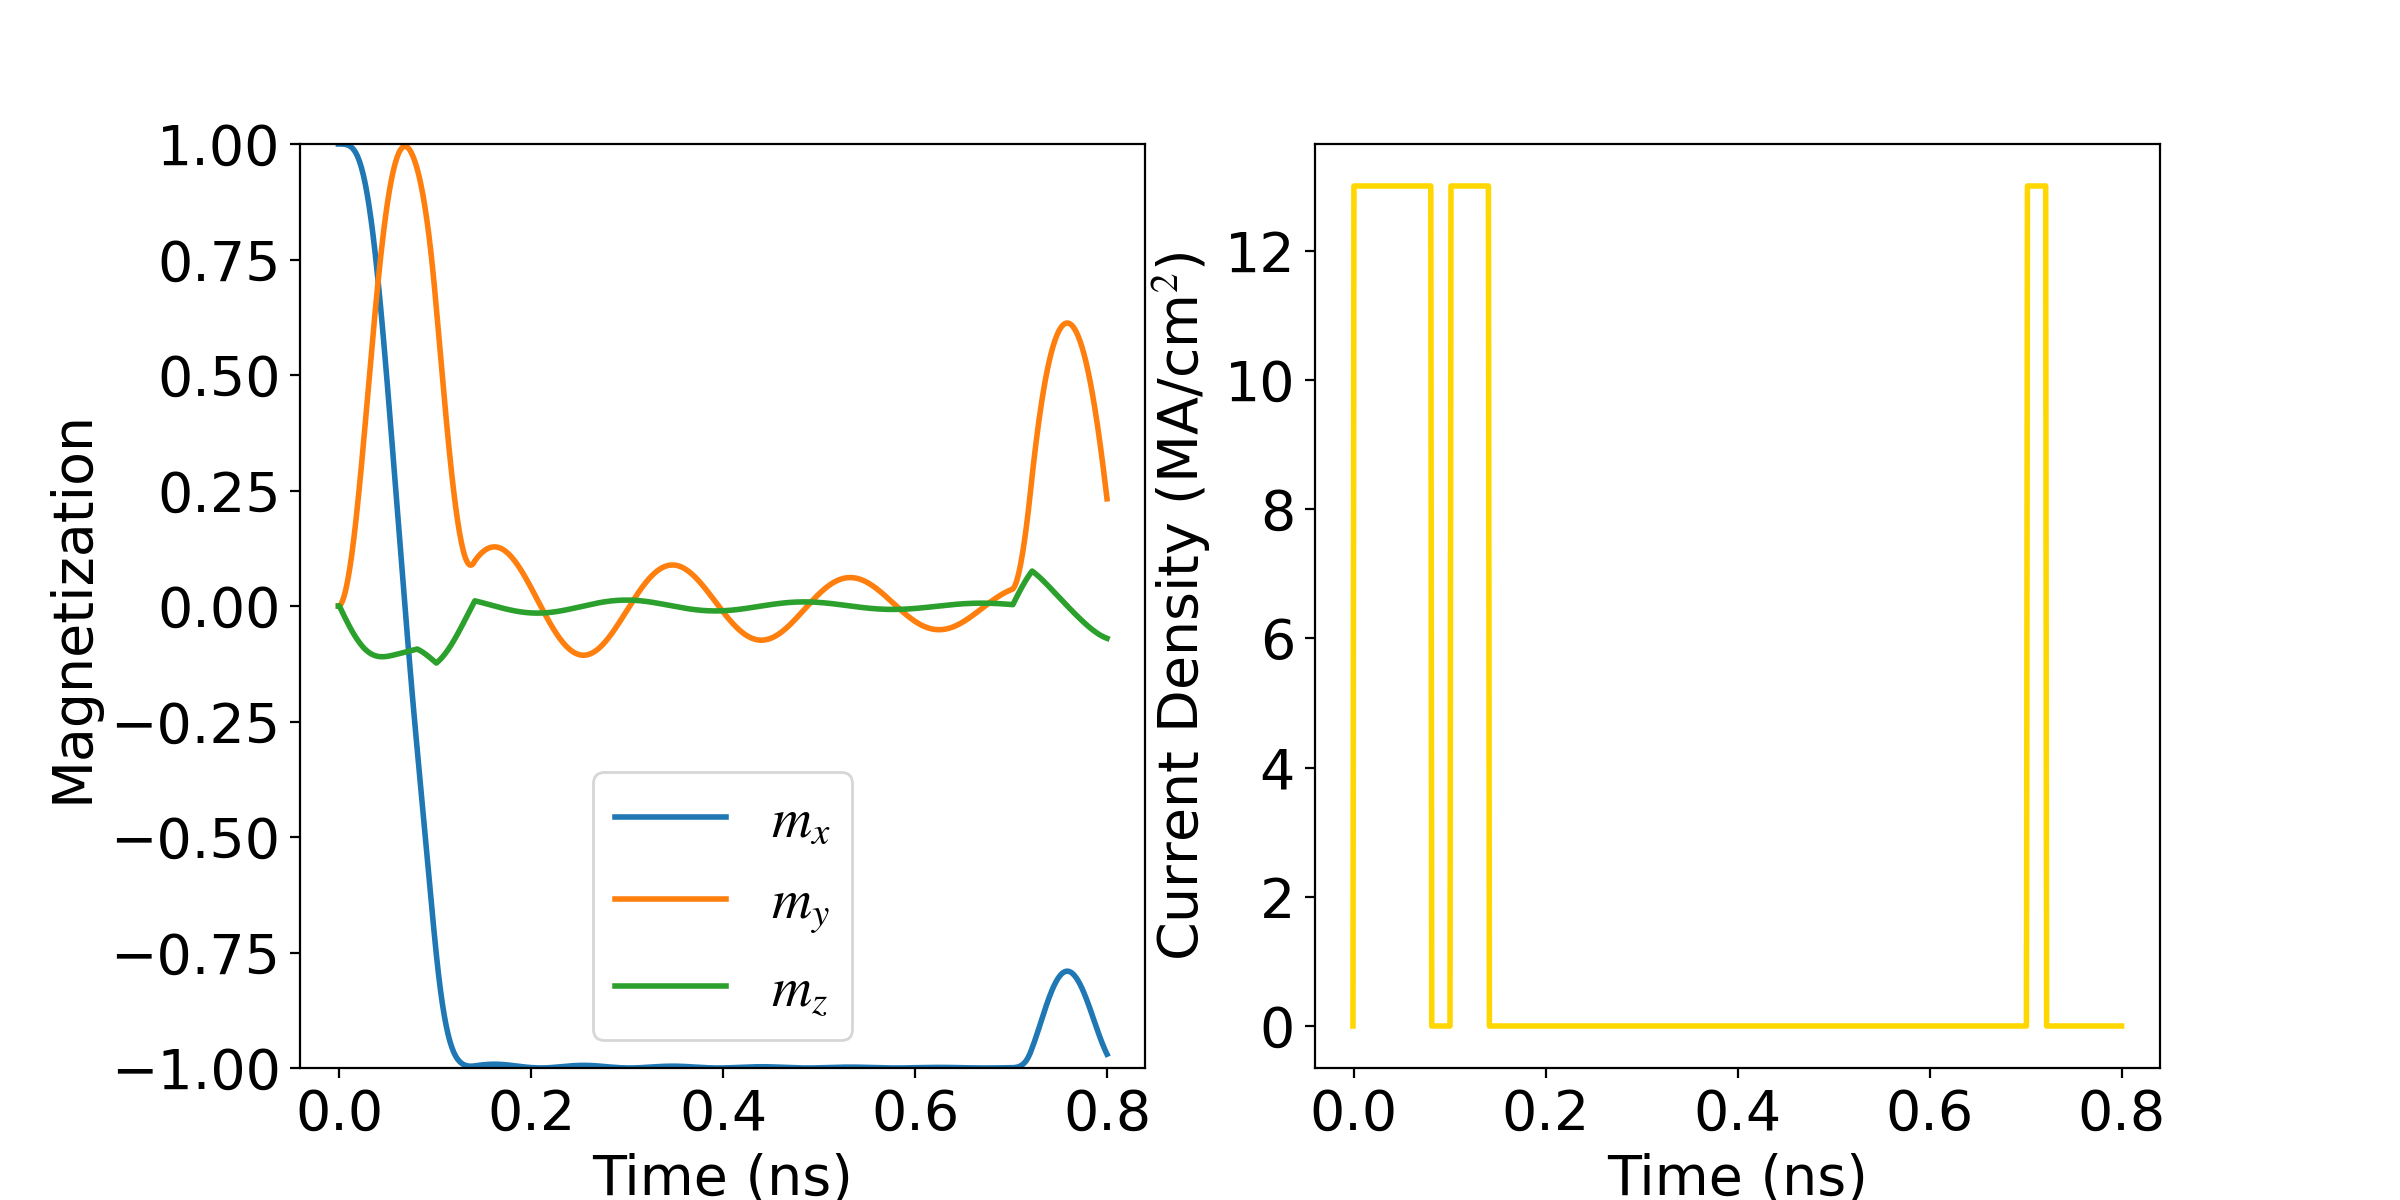 1.00
0.75
0.50
0.25
0.00
−0.25
−0.50
−0.75
−1.00
Magnetization
0.0 0.2 0.4 0.6 0.8
Time (ns)
m_x
m_y
m_z
12
10
8
6
4
2
0
Current Density (MA/cm²)
0.0 0.2 0.4 0.6 0.8
Time (ns)